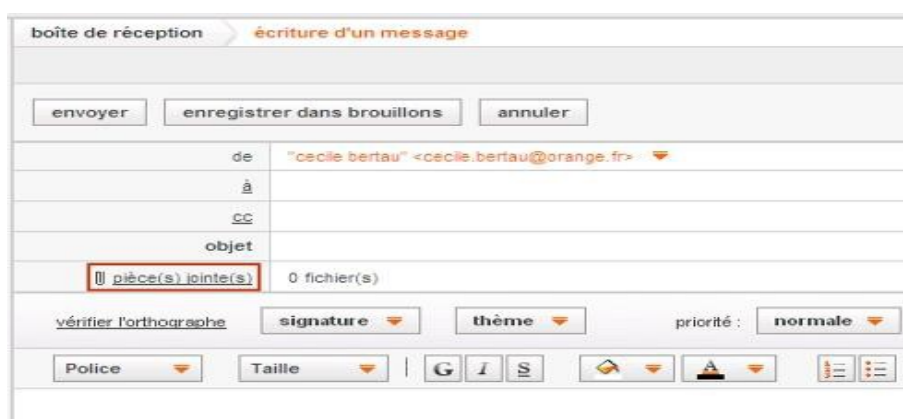 boîte de réception écriture d'un message
envoyer enregistrer dans brouillons annuler
de "cecile bertau" <cecile.bertau@orange.fr>
à
cc
objet
pièce(s) jointe(s) 0 fichier(s)
vérifier l'orthographe signature thème priorité : normale
Police Taille G I S A